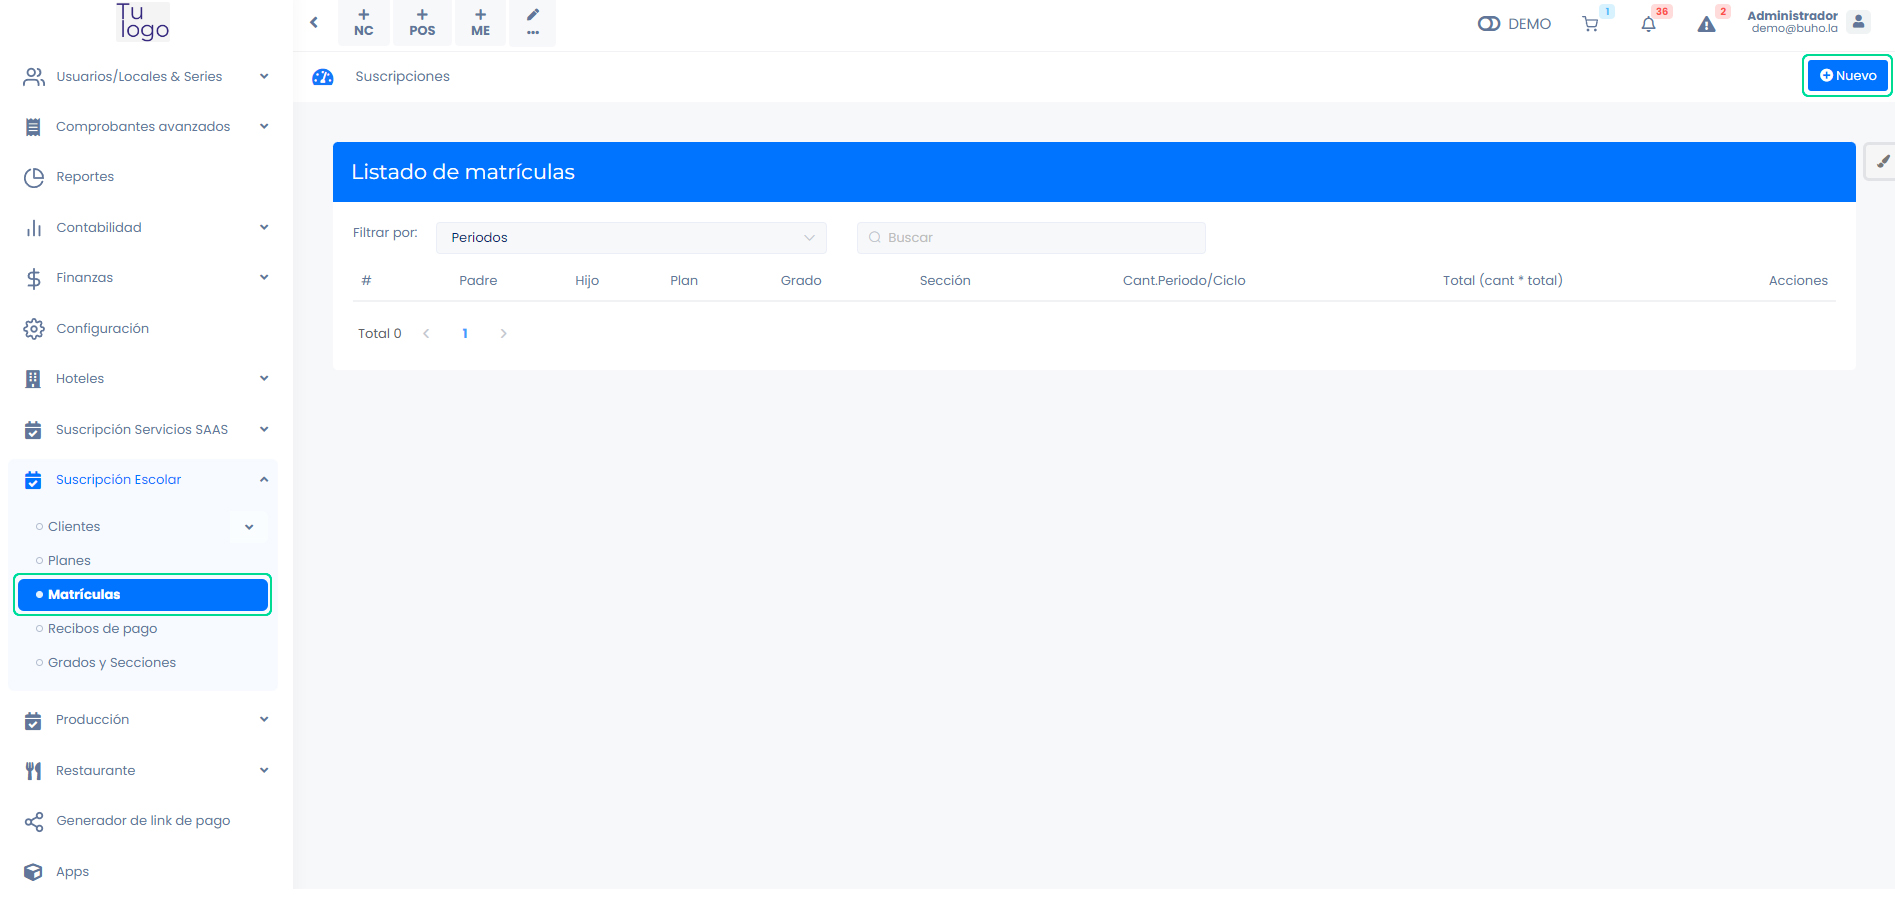 Tu
logo
NC
POS
ME
...
DEMO
1
36
2
Administrador
demo@buho.la
Usuarios/Locales & Series
Comprobantes avanzados
Reportes
Contabilidad
Finanzas
Configuración
Hoteles
Suscripción Servicios SAAS
Suscripción Escolar
Clientes
Planes
Matrículas
Recibos de pago
Grados y Secciones
Producción
Restaurante
Generador de link de pago
Apps
Suscripciones
Nuevo
Listado de matrículas
Filtrar por:
Periodos
Buscar
# Padre Hijo Plan Grado Sección Cant.Periodo/Ciclo Total (cant * total) Acciones
Total 0 1